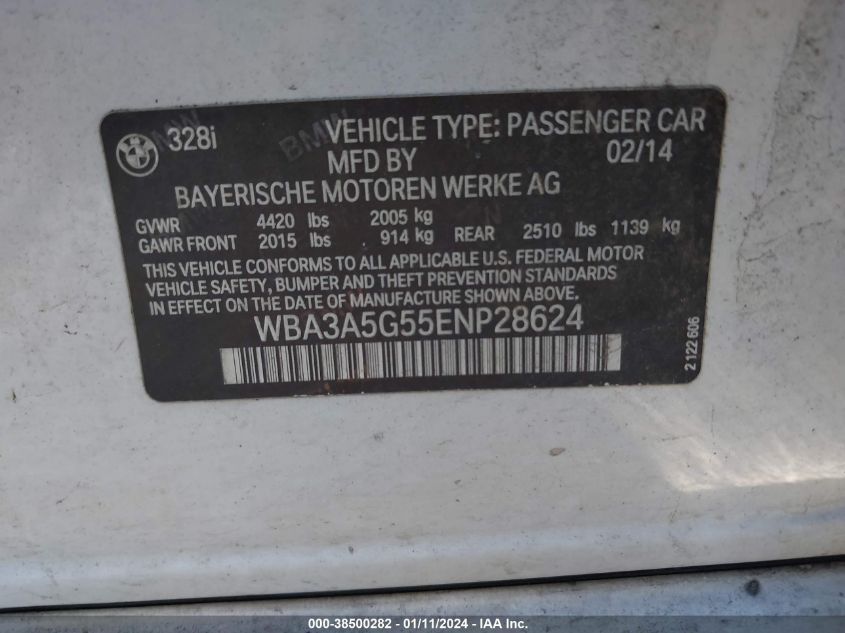 328i VEHICLE TYPE: PASSENGER CAR
MFD BY 02/14
BAYERISCHE MOTOREN WERKE AG
GVWR 4420 lbs 2005 kg
GAWR FRONT 2015 lbs 914 kg REAR 2510 lbs 1139 kg
THIS VEHICLE CONFORMS TO ALL APPLICABLE U.S. FEDERAL MOTOR
VEHICLE SAFETY, BUMPER AND THEFT PREVENTION STANDARDS
IN EFFECT ON THE DATE OF MANUFACTURE SHOWN ABOVE.
WBA3A5G55ENP28624
2 122 606
000-38500282 - 01/11/2024 - IAA Inc.